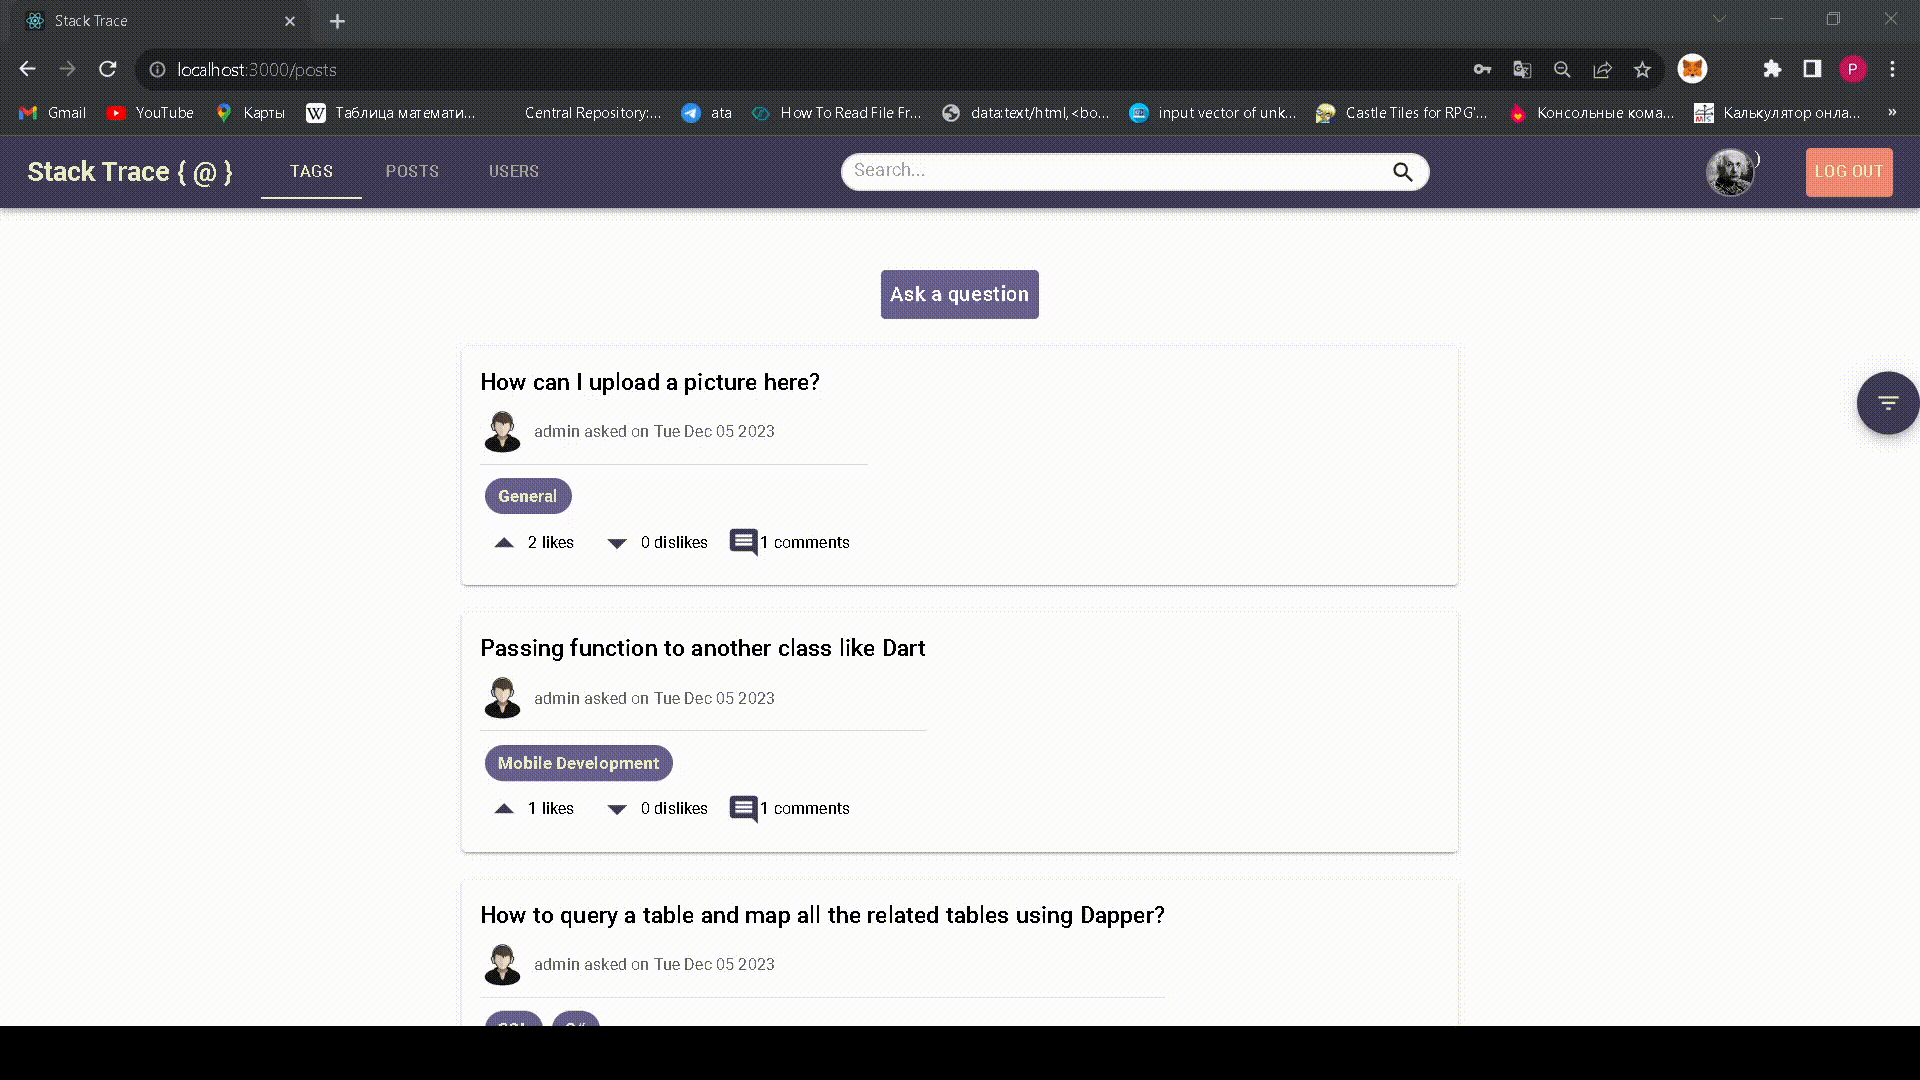 Stack Trace
localhost:3000/posts
P
Gmail YouTube Карты Таблица математи... Central Repository:... ata How To Read File Fr... data:text/html,<bo... input vector of unk... Castle Tiles for RPG'... Консольные кома... Калькулятор онла... »
Stack Trace { @ } TAGS POSTS USERS Search... ) LOG OUT
Ask a question
How can I upload a picture here?
admin asked on Tue Dec 05 2023
General
2 likes 0 dislikes 1 comments
Passing function to another class like Dart
admin asked on Tue Dec 05 2023
Mobile Development
1 likes 0 dislikes 1 comments
How to query a table and map all the related tables using Dapper?
admin asked on Tue Dec 05 2023